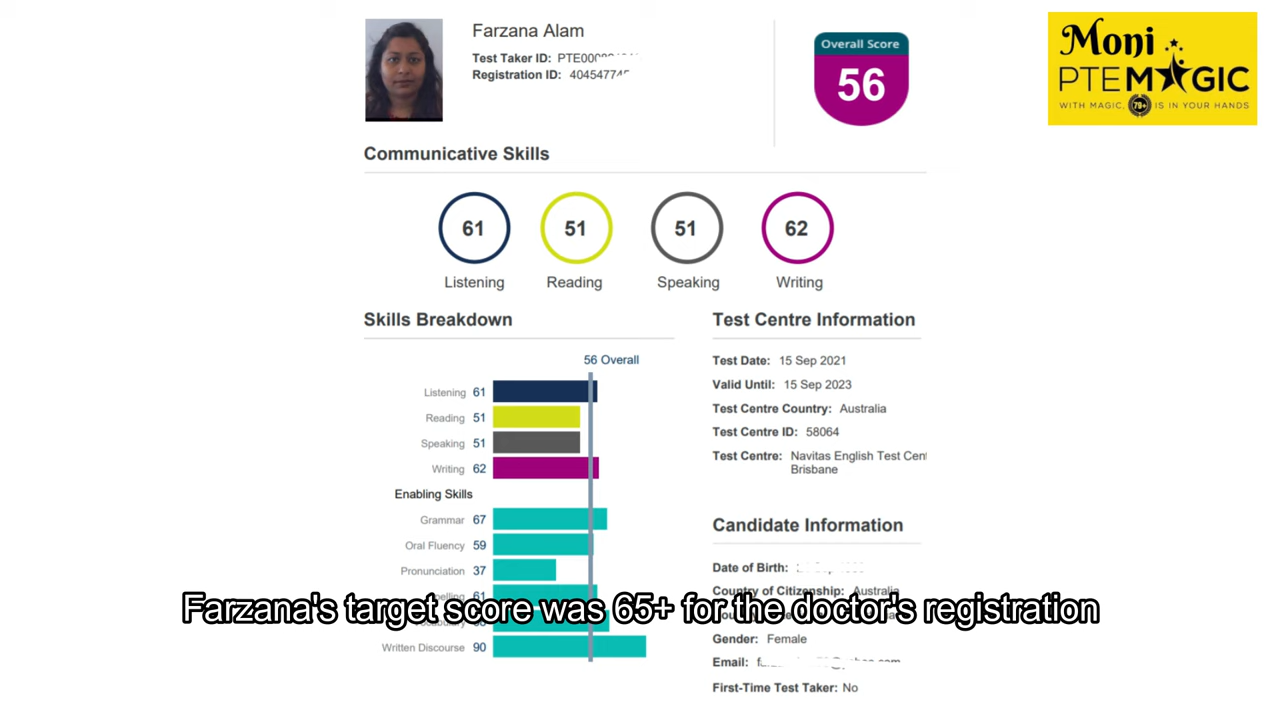 Farzana Alam
Test Taker ID:
Registration ID:
Overall Score
56
Moni
PTE MAGIC
WITH MAGIC, 79+ IS IN YOUR HANDS
Communicative Skills
61 51 51 62
Listening Reading Speaking Writing
Skills Breakdown
56 Overall
Listening 61
Reading 51
Speaking 51
Writing 62
Enabling Skills
Grammar 67
Oral Fluency 59
Pronunciation 37
61
Written Discourse 90
Test Centre Information
Test Date: 15 Sep 2021
Valid Until: 15 Sep 2023
Test Centre Country: Australia
Test Centre ID: 58064
Test Centre: Navitas English Test Cent
Brisbane
Candidate Information
Date of Birth:
Country of Citizenship: Australia
Gender: Female
Email:
First-Time Test Taker: No
Farzana's target score was 65+ for the doctor's registration